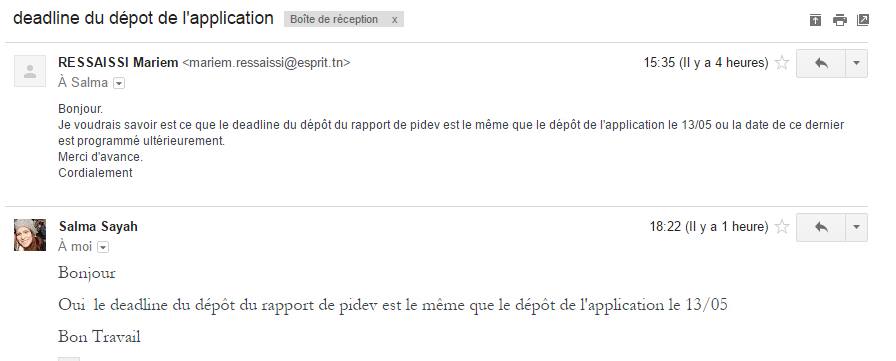 deadline du dépot de l'application
Boîte de réception x
RESSAISSI Mariem <mariem.ressaissi@esprit.tn>
15:35 (Il y a 4 heures)
À Salma
Bonjour.
Je voudrais savoir est ce que le deadline du dépôt du rapport de pidev est le même que le dépôt de l'application le 13/05 ou la date de ce dernier
est programmé ultérieurement.
Merci d'avance.
Cordialement
Salma Sayah
18:22 (Il y a 1 heure)
À moi
Bonjour
Oui le deadline du dépôt du rapport de pidev est le même que le dépôt de l'application le 13/05
Bon Travail